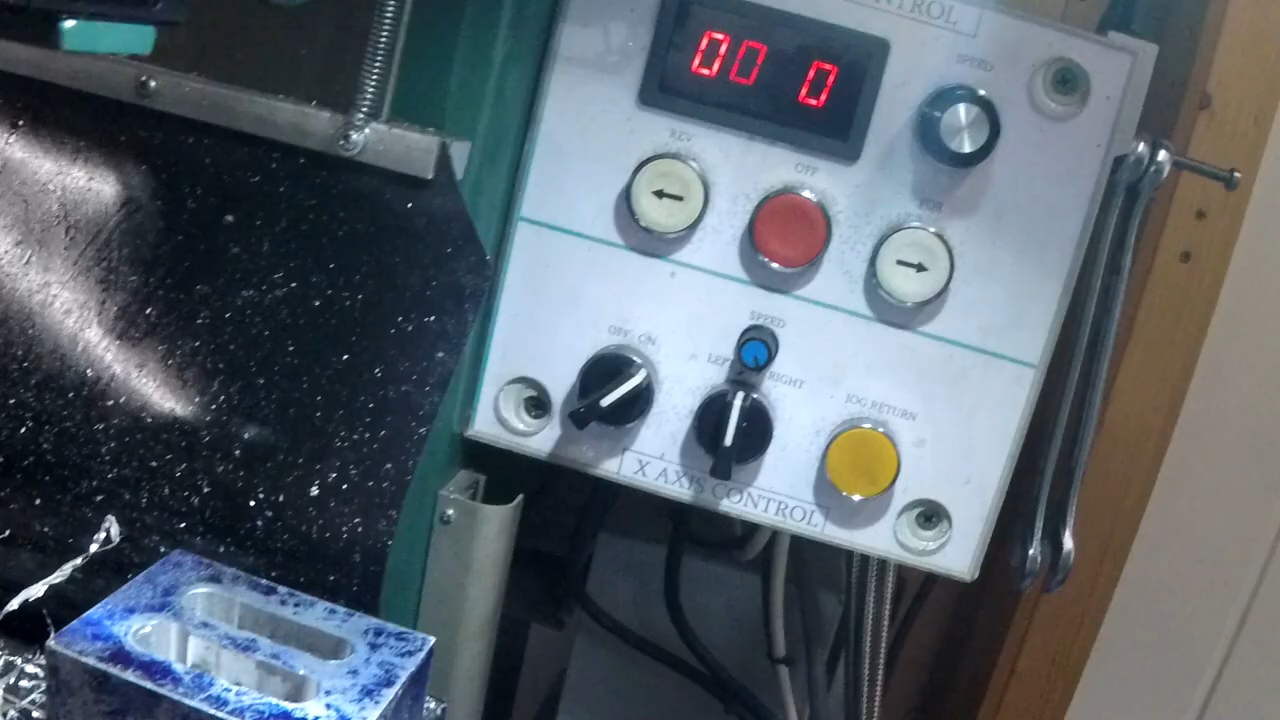 CONTROL
00 0
SPEED
REV
OFF
FOR
SPEED
OFF ON
LEFT
RIGHT
JOG RETURN
X AXIS CONTROL